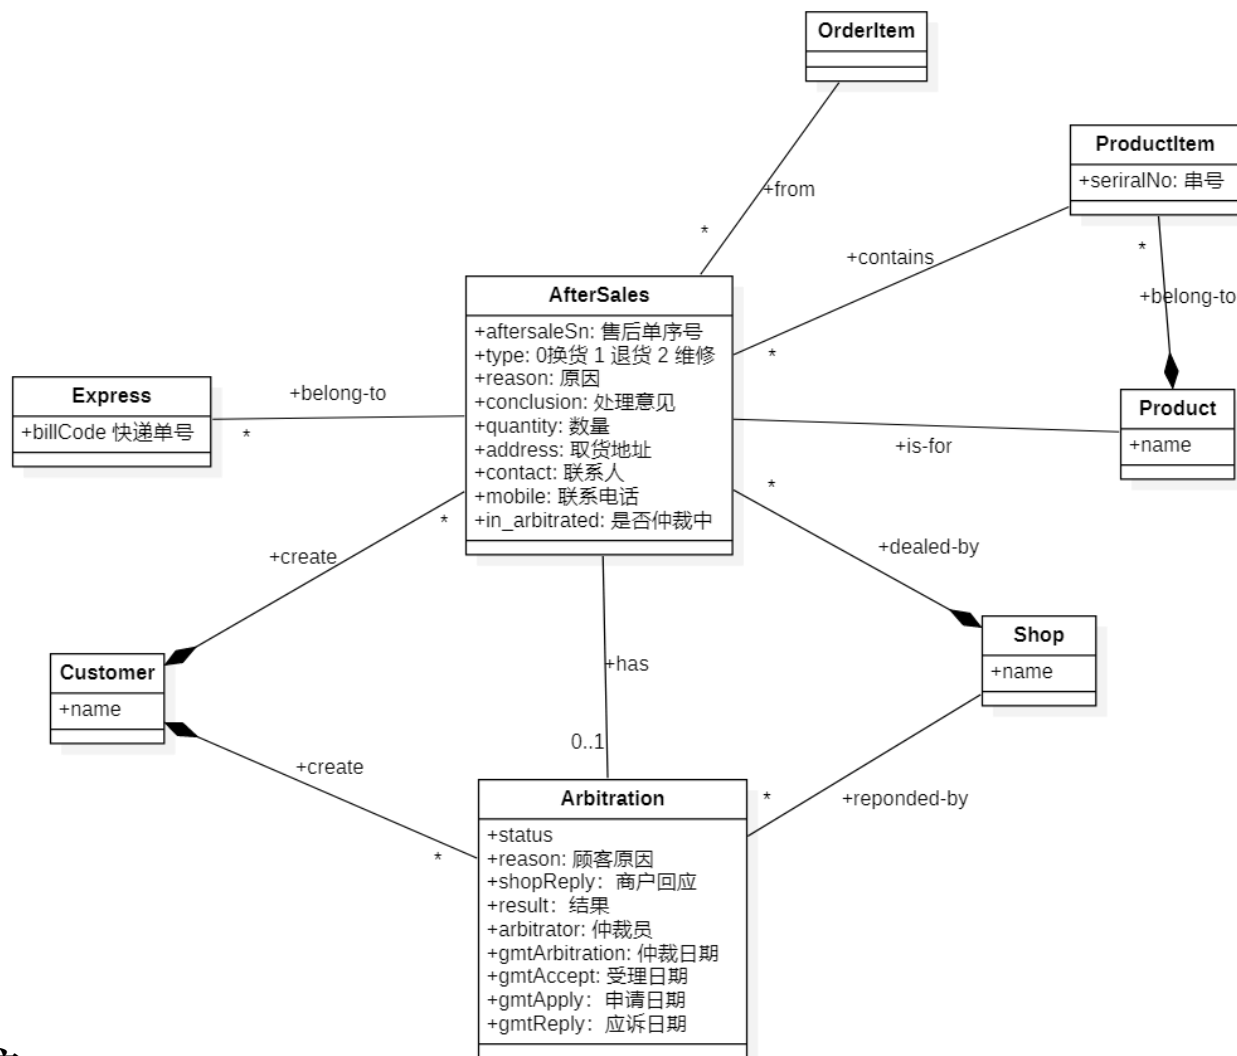 OrderItem
ProductItem
+seriralNo: 串号
+from
*
+contains
*
+belong-to
AfterSales
+aftersaleSn: 售后单序号
+type: 0换货 1 退货 2 维修
+reason: 原因
+conclusion: 处理意见
+quantity: 数量
+address: 取货地址
+contact: 联系人
+mobile: 联系电话
+in_arbitrated: 是否仲裁中
*
Express
+billCode 快递单号
+belong-to
*
Product
+name
+is-for
*
+dealed-by
*
+create
Shop
+name
Customer
+name
+has
0..1
+create
*
*
+reponded-by
Arbitration
+status
+reason: 顾客原因
+shopReply：商户回应
+result：结果
+arbitrator: 仲裁员
+gmtArbitration: 仲裁日期
+gmtAccept: 受理日期
+gmtApply：申请日期
+gmtReply：应诉日期